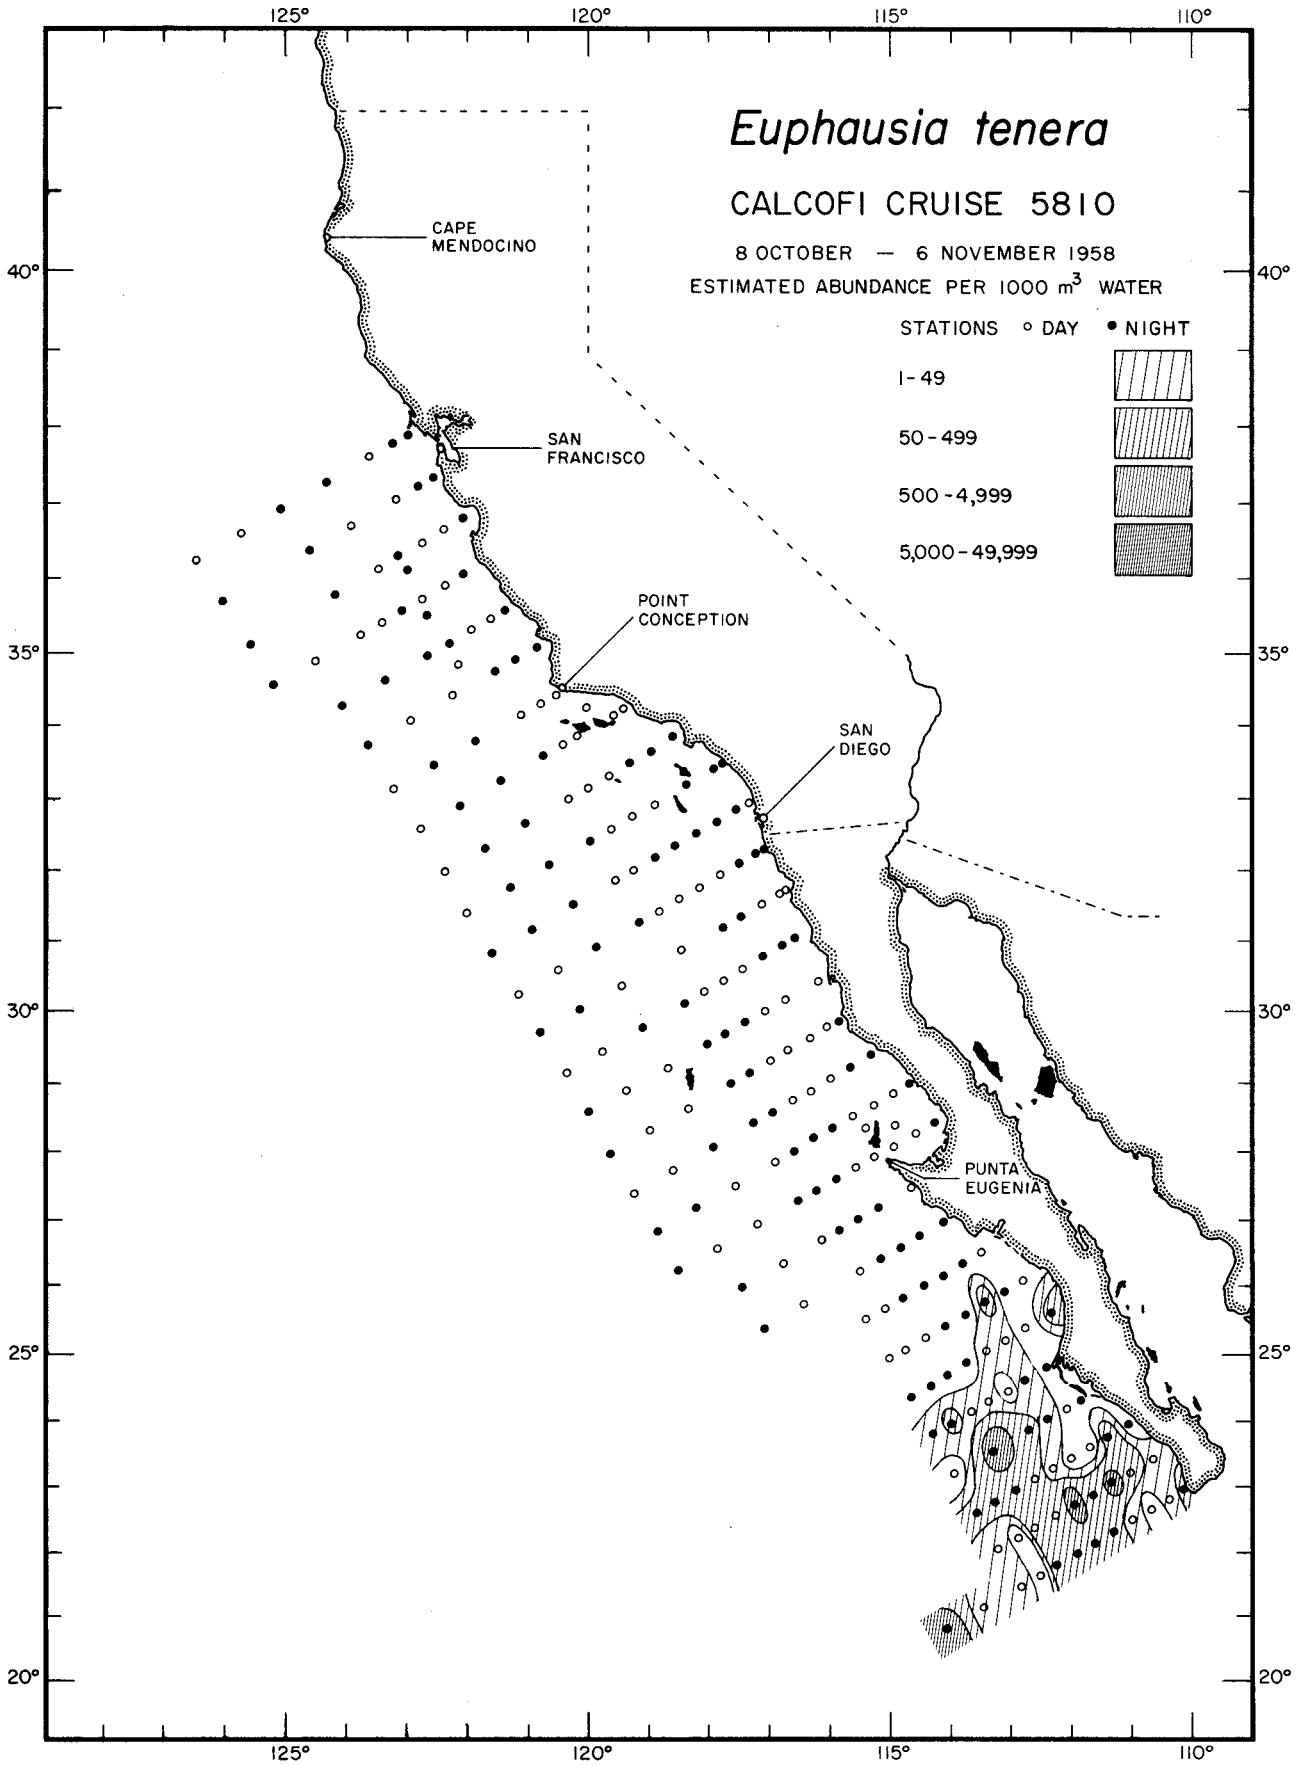 125° 120° 115° 110°
Euphausia tenera
CALCOFI CRUISE 5810
8 OCTOBER — 6 NOVEMBER 1958
ESTIMATED ABUNDANCE PER 1000 m³ WATER
STATIONS ○ DAY ● NIGHT
1-49
50-499
500-4,999
5,000-49,999
CAPE
MENDOCINO
40° 40°
SAN
FRANCISCO
POINT
CONCEPTION
35° 35°
SAN
DIEGO
30° 30°
PUNTA
EUGENIA
25° 25°
20° 20°
125° 120° 115° 110°